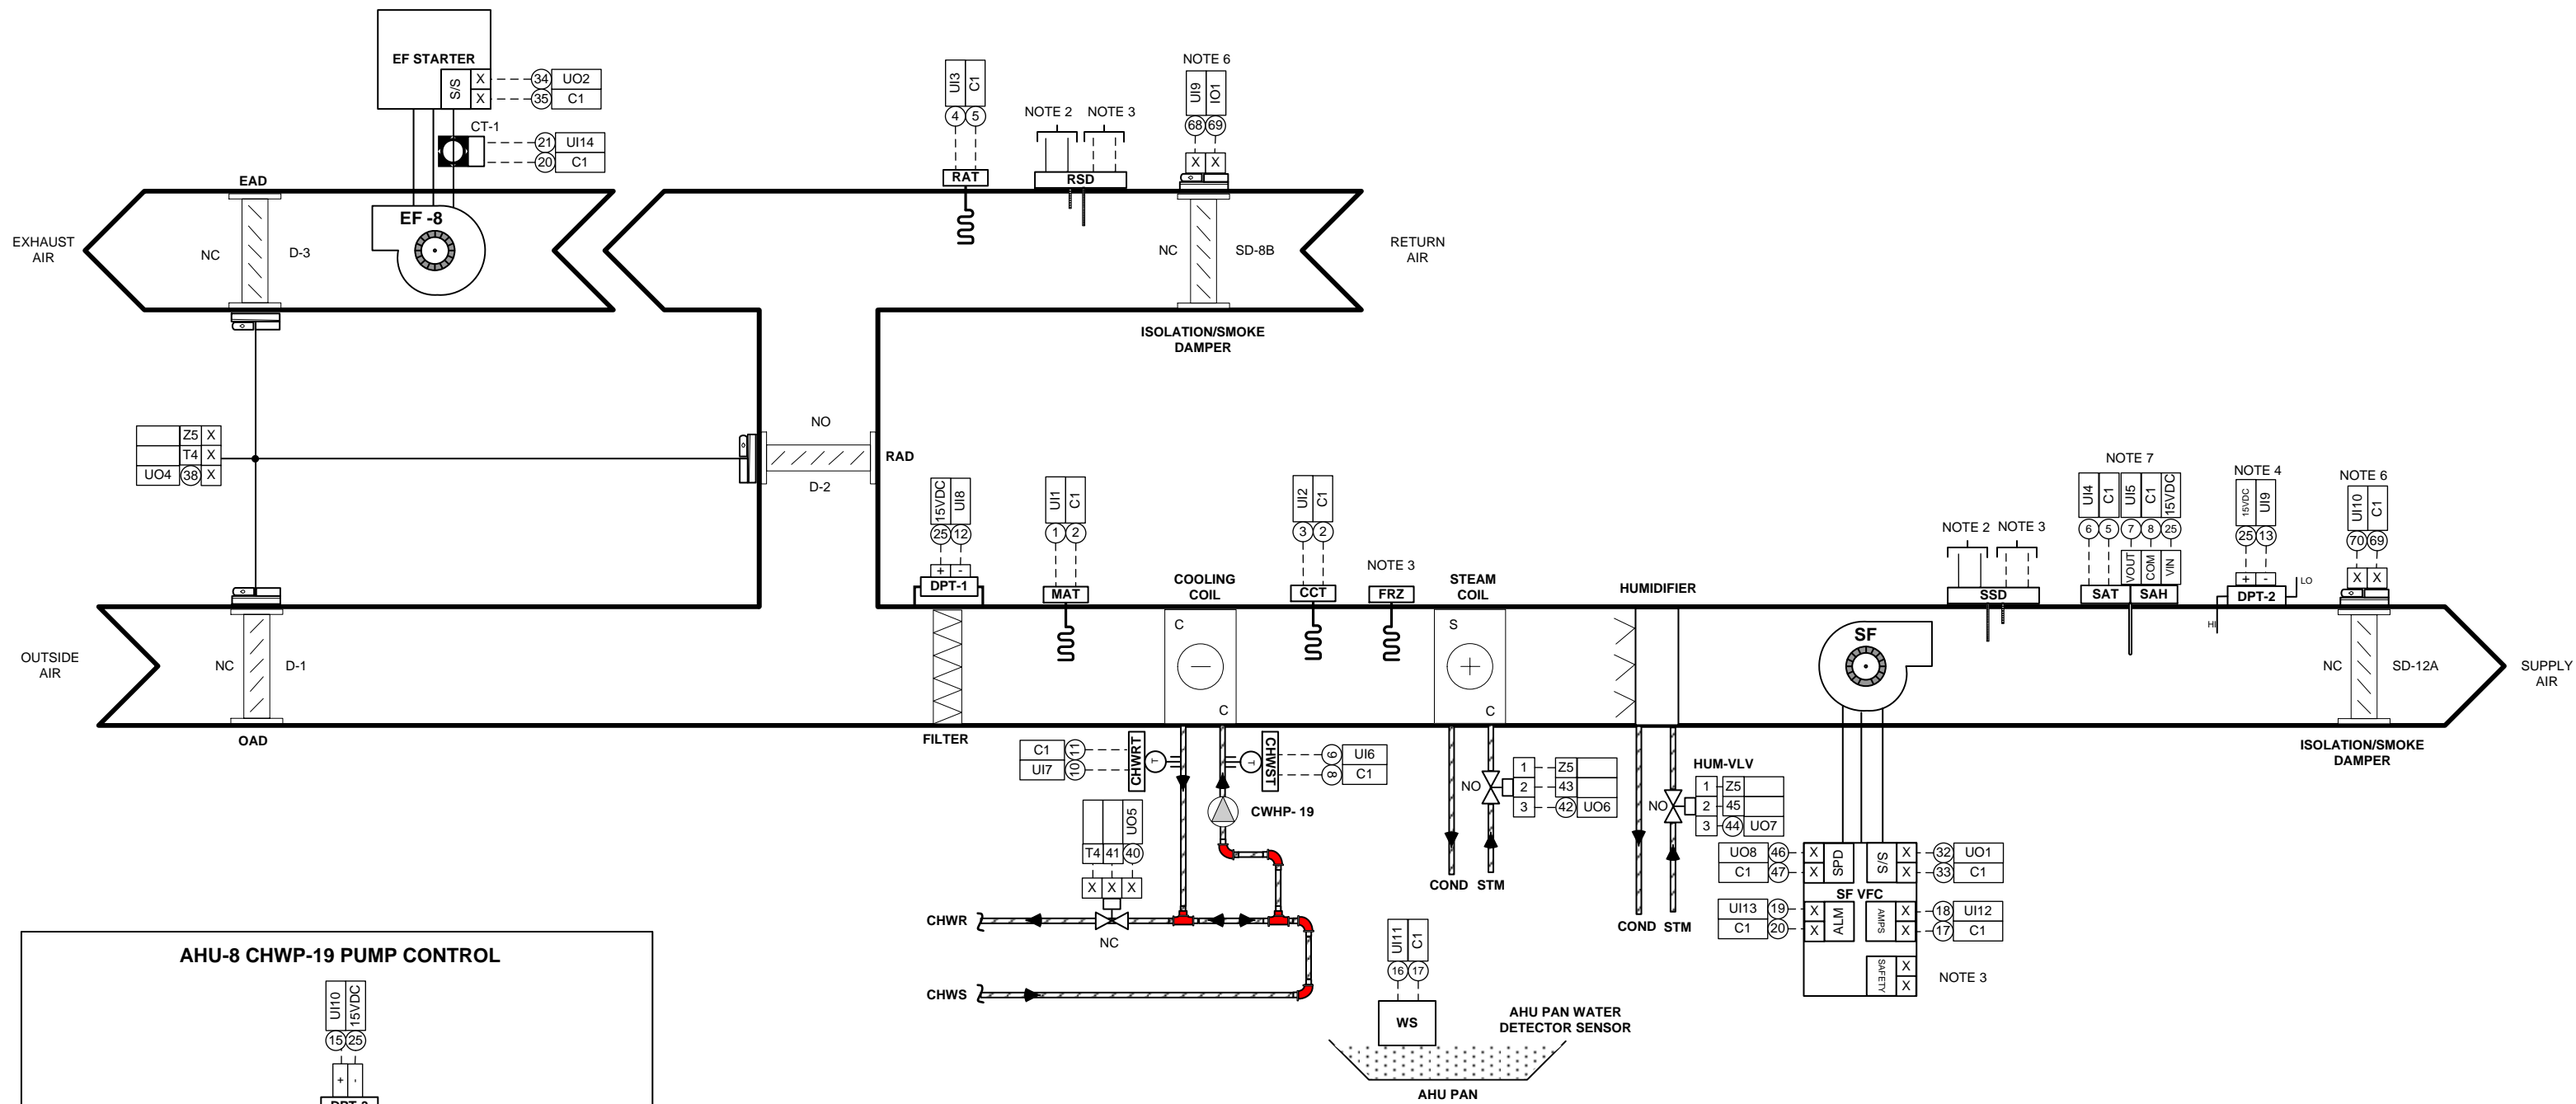 EF STARTER
S/S
X
X
34
UO2
35
C1
CT-1
21
UI14
20
C1
EAD
EXHAUST
AIR
NC
D-3
EF -8
UI3
C1
4
5
RAT
NOTE 2
NOTE 3
RSD
NOTE 6
UI9
IO1
68
69
X
X
NC
SD-8B
RETURN
AIR
ISOLATION/SMOKE
DAMPER
Z5
X
T4
X
UO4
38
X
NO
RAD
D-2
15VDC
UI8
25
12
+
-
DPT-1
UI1
C1
1
2
MAT
COOLING
COIL
UI2
C1
3
2
CCT
NOTE 3
FRZ
STEAM
COIL
HUMIDIFIER
NOTE 2
NOTE 3
SSD
NOTE 7
UI4
C1
UI5
C1
15VDC
6
5
7
8
25
VOUT
COM
VIN
SAT
SAH
NOTE 4
15VDC
UI9
25
13
+
-
DPT-2
LO
HI
NOTE 6
UI10
C1
70
69
X
X
OUTSIDE
AIR
NC
D-1
C
C
S
C
SF
NC
SD-12A
SUPPLY
AIR
OAD
FILTER
ISOLATION/SMOKE
DAMPER
C1
11
UI7
10
CHWRT
T
T
CHWST
9
UI6
8
C1
CWHP- 19
UO5
T4
41
40
X
X
X
NO
1
Z5
2
43
3
42
UO6
HUM-VLV
NO
1
Z5
2
45
3
44
UO7
COND
STM
COND
STM
UO8
46
X
C1
47
X
SPD
S/S
X
32
UO1
X
33
C1
SF VFC
UI13
19
X
C1
20
X
ALM
AMPS
X
18
UI12
X
17
C1
SAFETY
X
X
NOTE 3
CHWR
NC
CHWS
UI11
C1
16
17
WS
AHU PAN WATER
DETECTOR SENSOR
AHU PAN
AHU-8 CHWP-19 PUMP CONTROL
UI10
15VDC
15
25
+
-